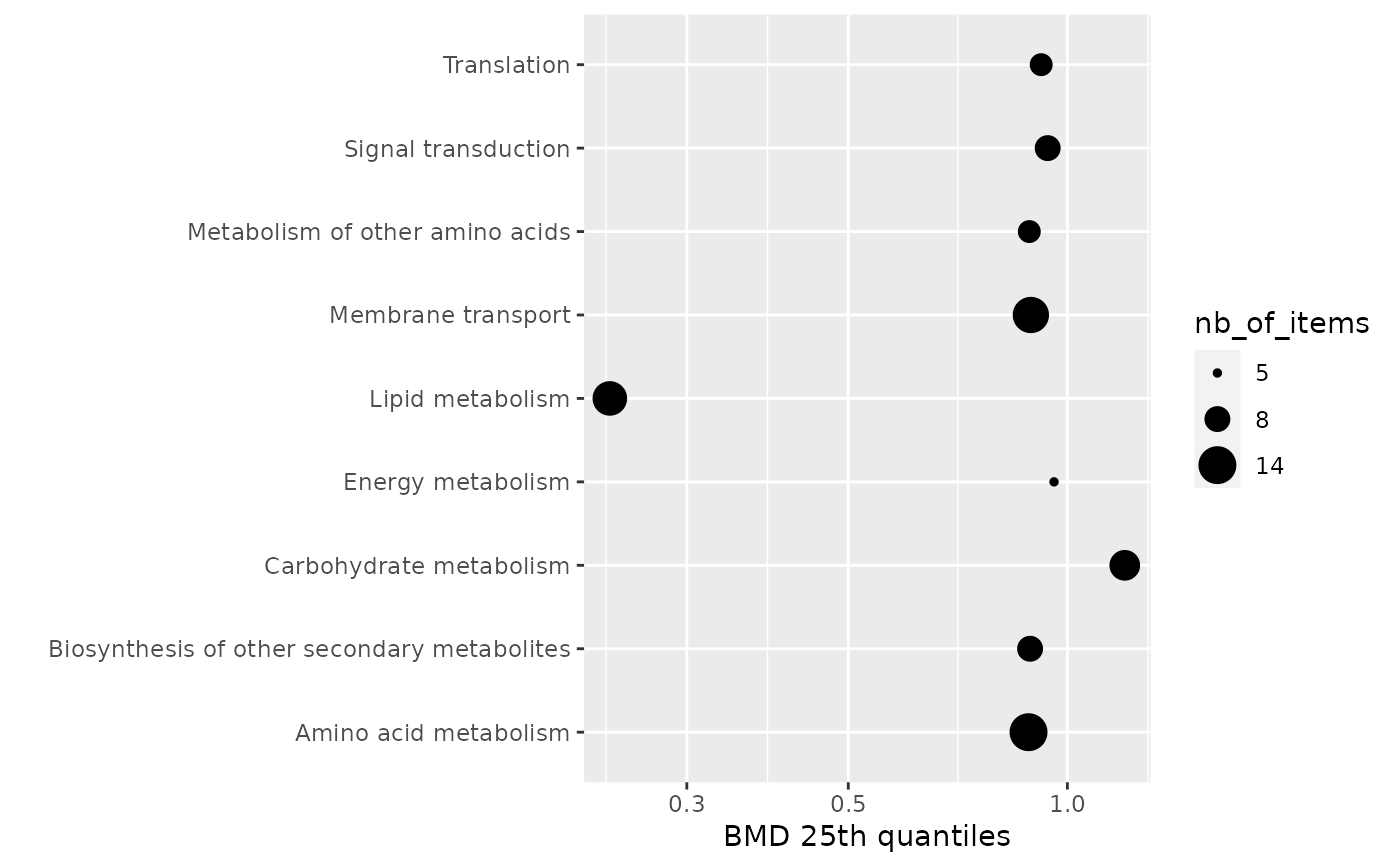 Translation
Signal transduction
Metabolism of other amino acids
Membrane transport
Lipid metabolism
Energy metabolism
Carbohydrate metabolism
Biosynthesis of other secondary metabolites
Amino acid metabolism
0.3
0.5
1.0
BMD 25th quantiles
nb_of_items
5
8
14